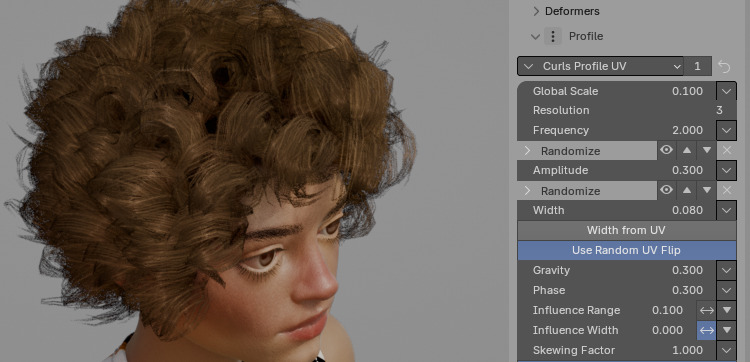 Deformers
Profile
Curls Profile UV 1
Global Scale 0.100
Resolution 3
Frequency 2.000
Randomize
Amplitude 0.300
Randomize
Width 0.080
Width from UV
Use Random UV Flip
Gravity 0.300
Phase 0.300
Influence Range 0.100
Influence Width 0.000
Skewing Factor 1.000